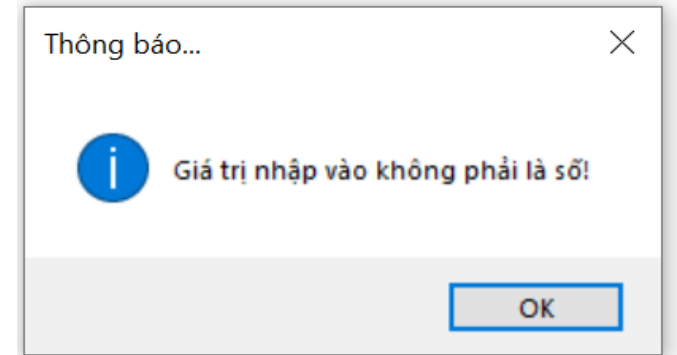 Thông báo...
Giá trị nhập vào không phải là số!
OK